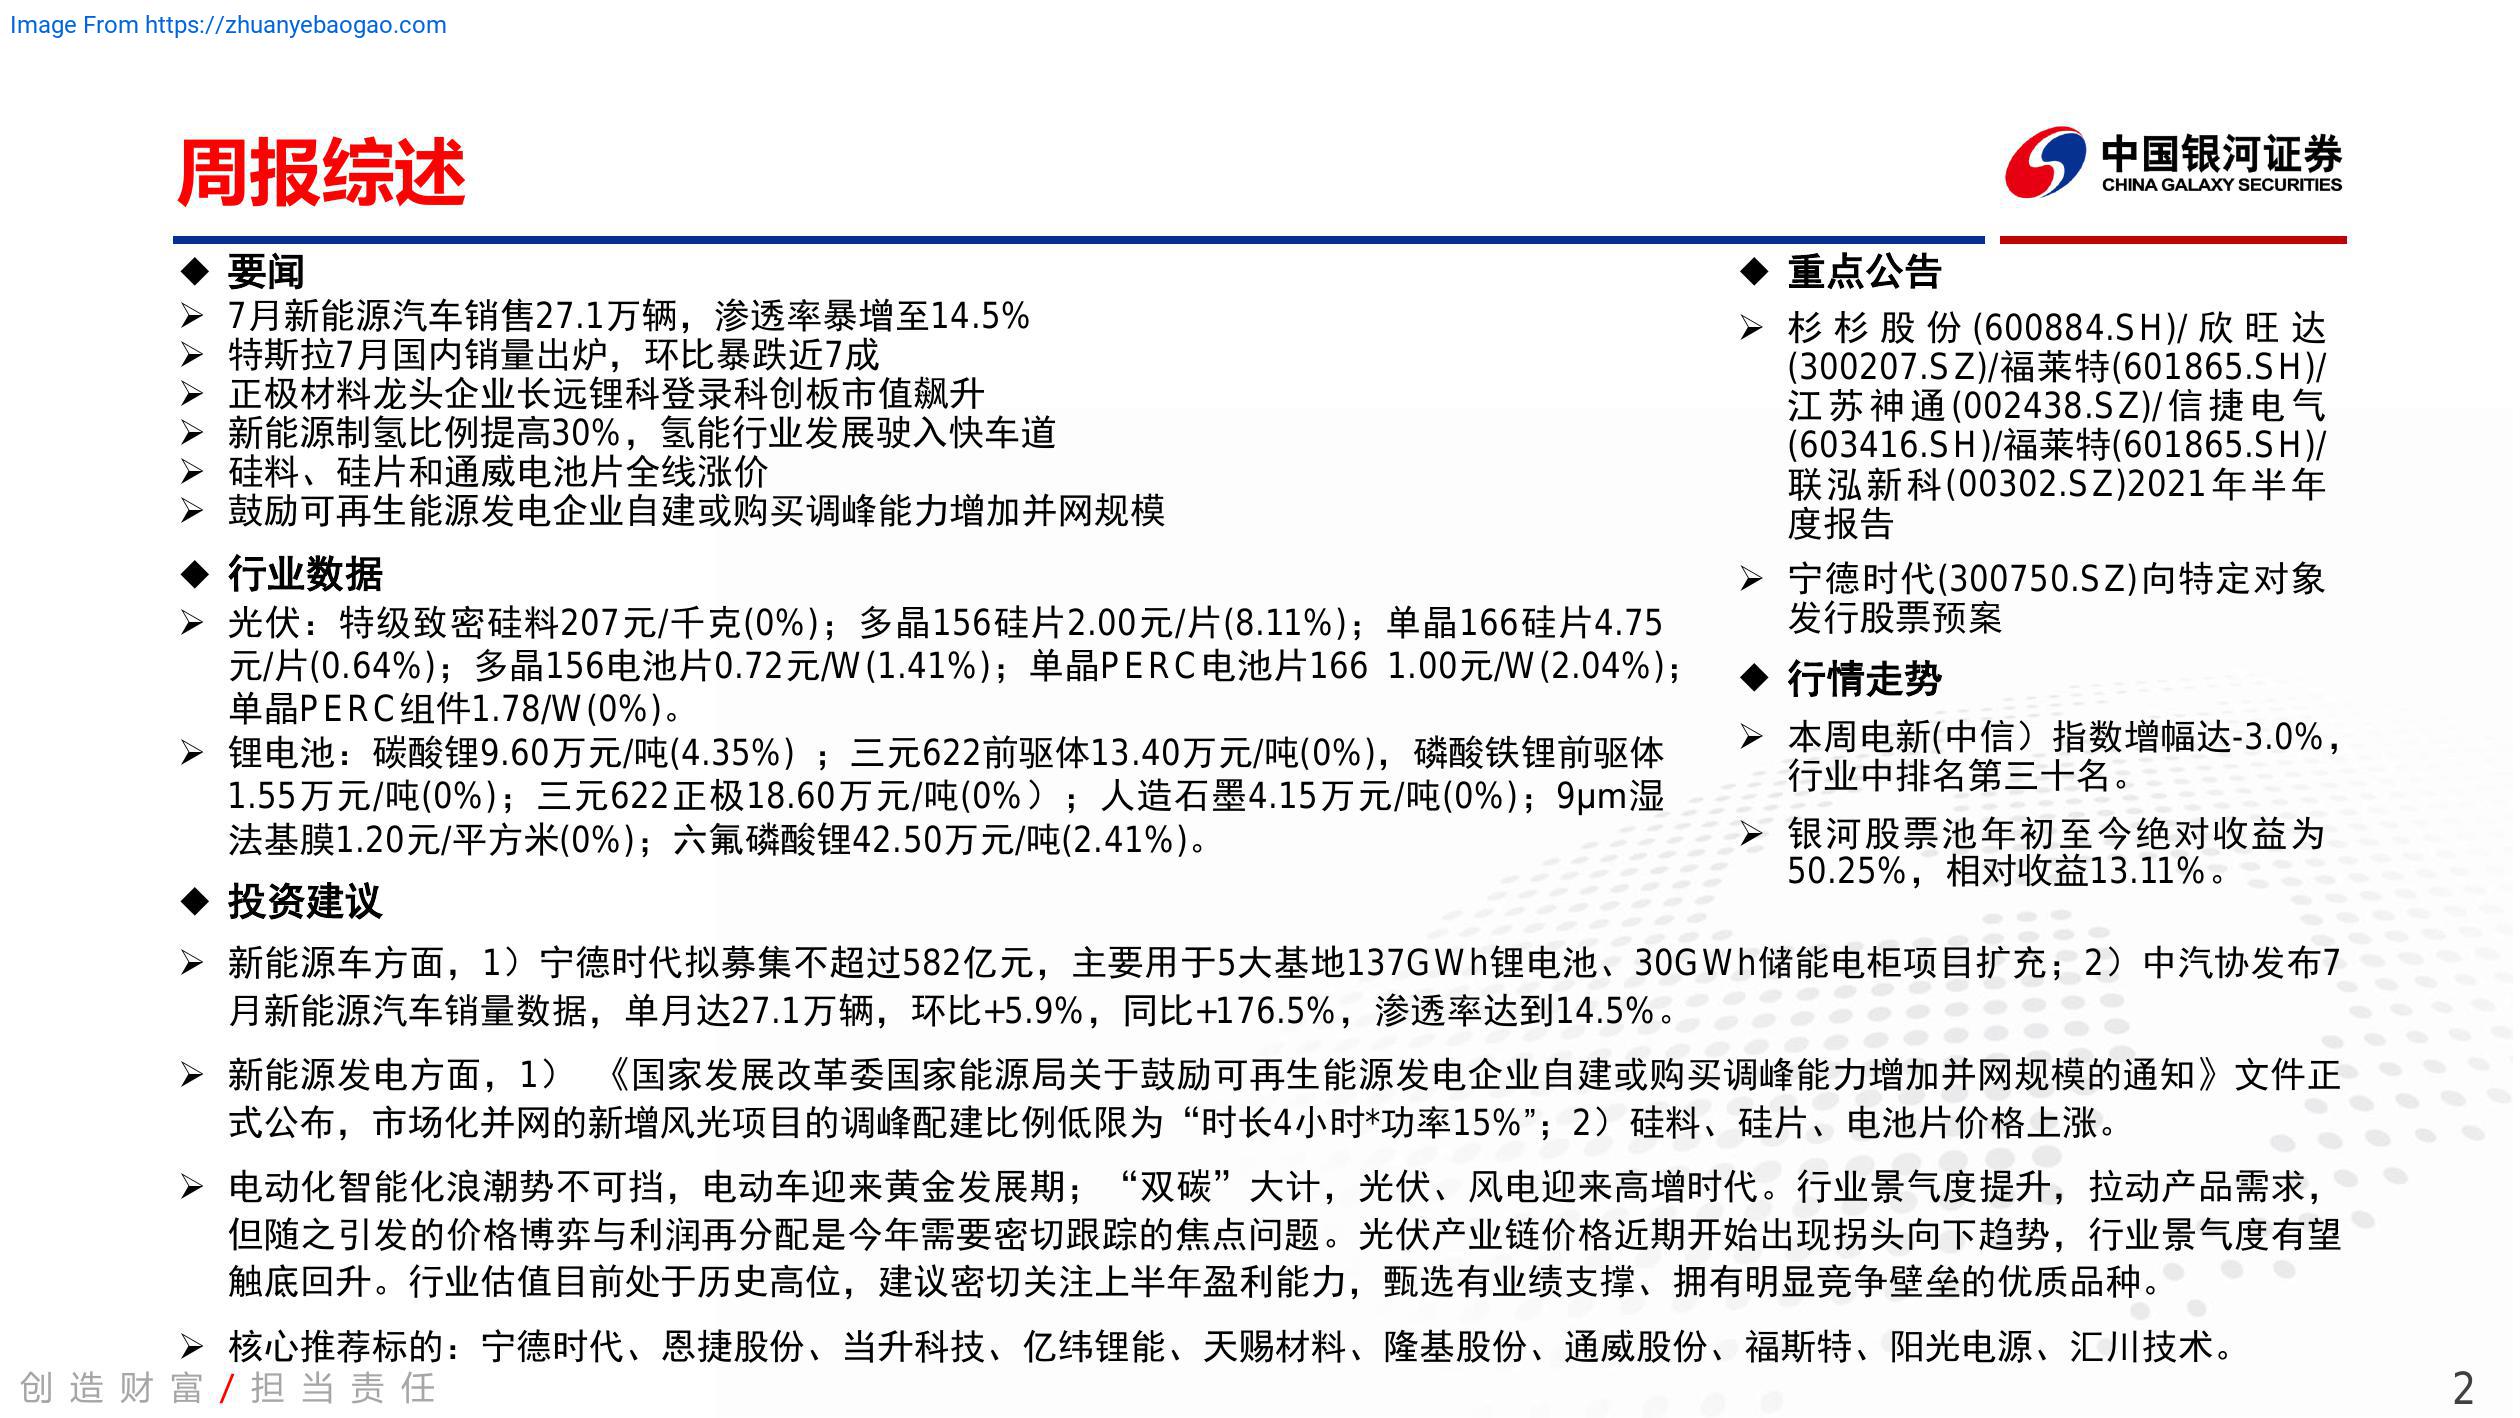 Image From https://zhuanyebaogao.com
周报综述
中国银河证券
CHINA GALAXY SECURITIES
◆ 要闻
➢ 7月新能源汽车销售27.1万辆，渗透率暴增至14.5%
➢ 特斯拉7月国内销量出炉，环比暴跌近7成
➢ 正极材料龙头企业长远锂科登录科创板市值飙升
➢ 新能源制氢比例提高30%，氢能行业发展驶入快车道
➢ 硅料、硅片和通威电池片全线涨价
➢ 鼓励可再生能源发电企业自建或购买调峰能力增加并网规模
◆ 行业数据
➢ 光伏：特级致密硅料207元/千克(0%)；多晶156硅片2.00元/片(8.11%)；单晶166硅片4.75
元/片(0.64%)；多晶156电池片0.72元/W(1.41%)；单晶PERC电池片166 1.00元/W(2.04%)；
单晶PERC组件1.78/W(0%)。
➢ 锂电池：碳酸锂9.60万元/吨(4.35%) ；三元622前驱体13.40万元/吨(0%)，磷酸铁锂前驱体
1.55万元/吨(0%)；三元622正极18.60万元/吨(0%）；人造石墨4.15万元/吨(0%)；9μm湿
法基膜1.20元/平方米(0%)；六氟磷酸锂42.50万元/吨(2.41%)。
◆ 重点公告
➢ 杉杉股份(600884.SH)/欣旺达
(300207.SZ)/福莱特(601865.SH)/
江苏神通(002438.SZ)/信捷电气
(603416.SH)/福莱特(601865.SH)/
联泓新科(00302.SZ)2021年半年
度报告
➢ 宁德时代(300750.SZ)向特定对象
发行股票预案
◆ 行情走势
➢ 本周电新(中信）指数增幅达-3.0%，
行业中排名第三十名。
➢ 银河股票池年初至今绝对收益为
50.25%，相对收益13.11%。
◆ 投资建议
➢ 新能源车方面，1）宁德时代拟募集不超过582亿元，主要用于5大基地137GWh锂电池、30GWh储能电柜项目扩充；2）中汽协发布7
月新能源汽车销量数据，单月达27.1万辆，环比+5.9%，同比+176.5%，渗透率达到14.5%。
➢ 新能源发电方面，1） 《国家发展改革委国家能源局关于鼓励可再生能源发电企业自建或购买调峰能力增加并网规模的通知》文件正
式公布，市场化并网的新增风光项目的调峰配建比例低限为“时长4小时*功率15%”；2）硅料、硅片、电池片价格上涨。
➢ 电动化智能化浪潮势不可挡，电动车迎来黄金发展期；“双碳”大计，光伏、风电迎来高增时代。行业景气度提升，拉动产品需求，
但随之引发的价格博弈与利润再分配是今年需要密切跟踪的焦点问题。光伏产业链价格近期开始出现拐头向下趋势，行业景气度有望
触底回升。行业估值目前处于历史高位，建议密切关注上半年盈利能力，甄选有业绩支撑、拥有明显竞争壁垒的优质品种。
➢ 核心推荐标的：宁德时代、恩捷股份、当升科技、亿纬锂能、天赐材料、隆基股份、通威股份、福斯特、阳光电源、汇川技术。
创造财富/担当责任
2